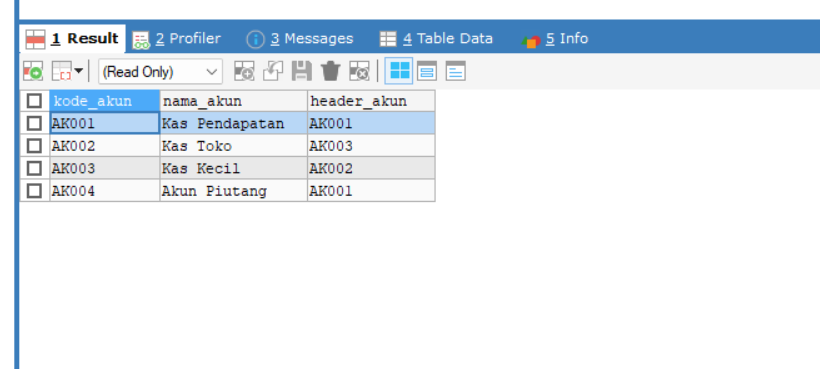 1 Result 2 Profiler 3 Messages 4 Table Data 5 Info
(Read Only)
kode_akun nama_akun header_akun
AK001 Kas Pendapatan AK001
AK002 Kas Toko AK003
AK003 Kas Kecil AK002
AK004 Akun Piutang AK001